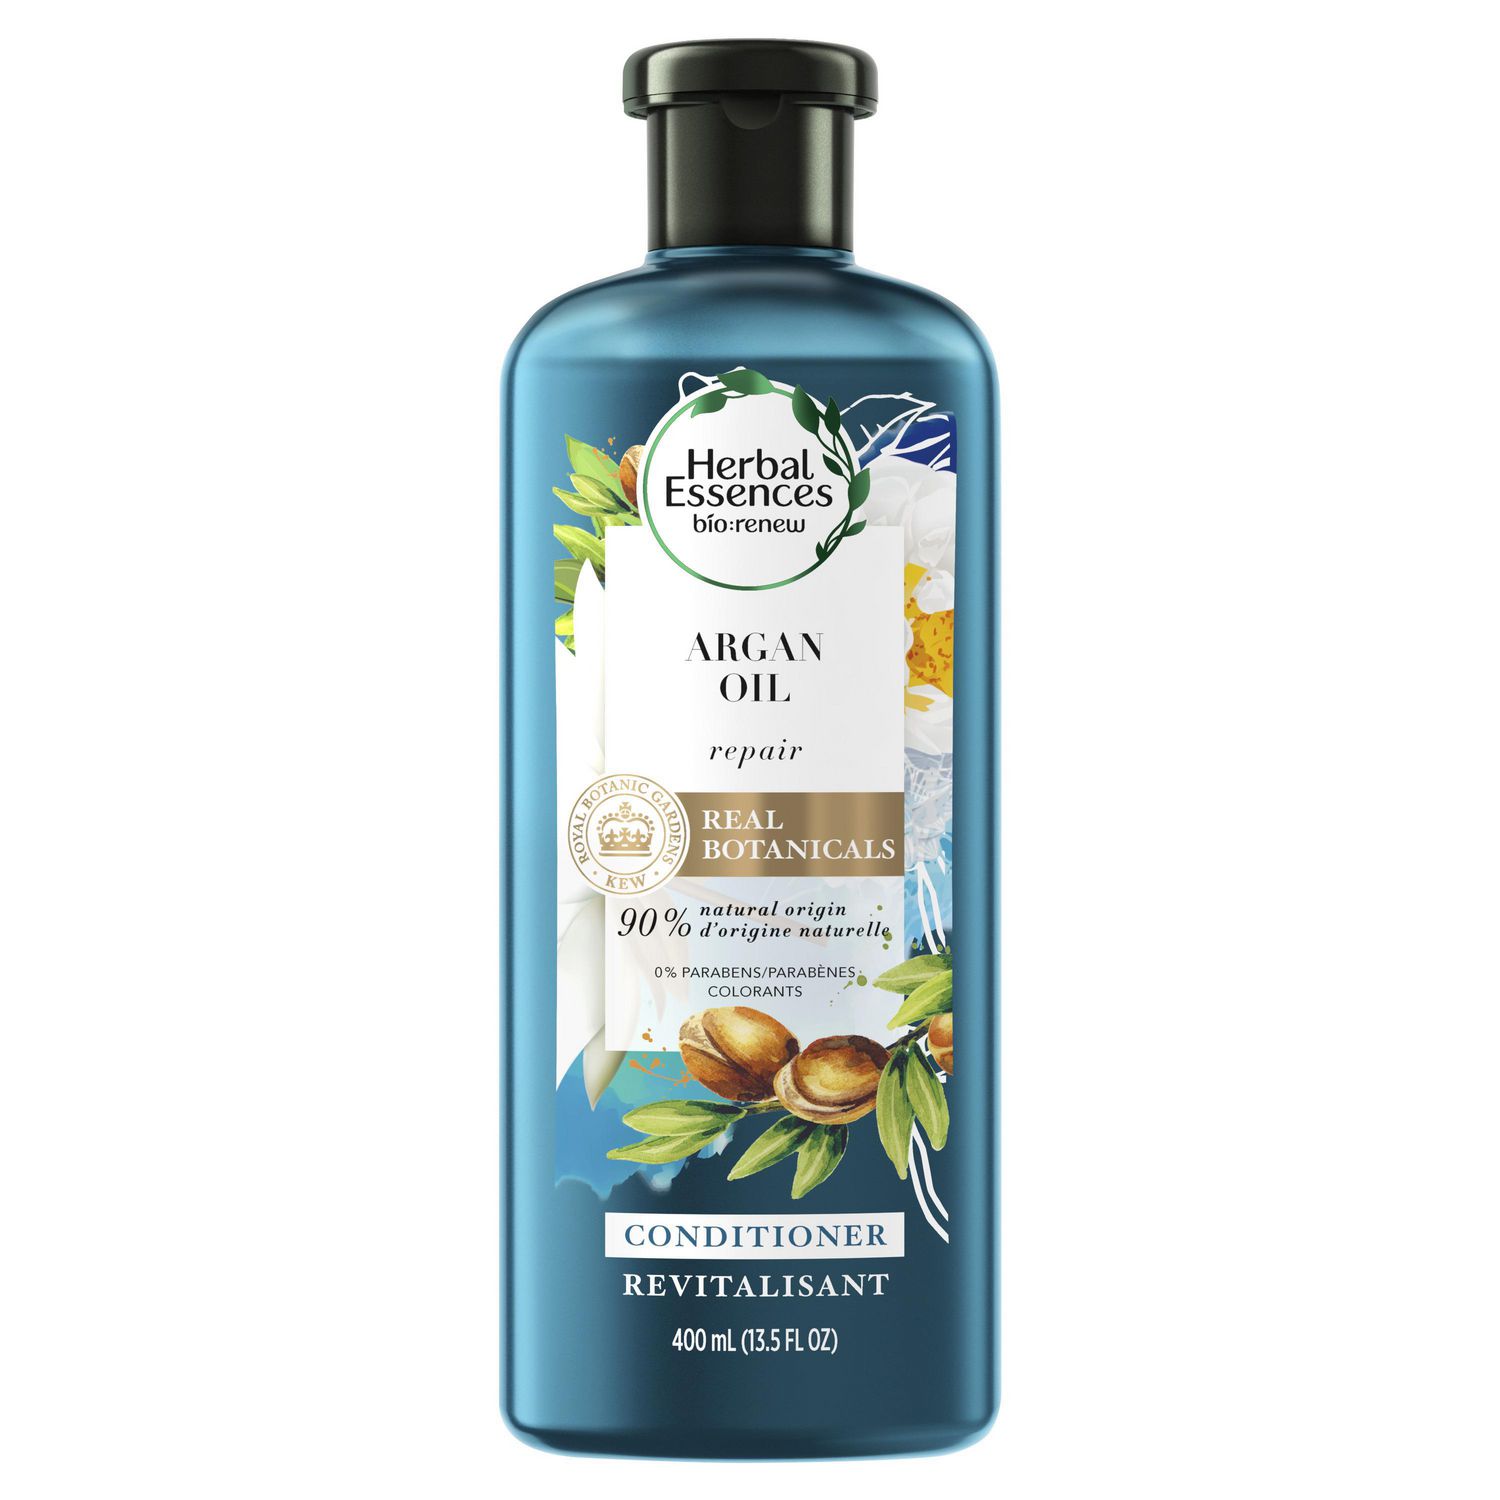 Herbal
Essences
bío:renew
ARGAN
OIL
repair
ROYAL BOTANIC GARDENS
· KEW ·
REAL
BOTANICALS
90% natural origin
d'origine naturelle
0% PARABENS/PARABÈNES
COLORANTS
CONDITIONER
REVITALISANT
400 mL (13.5 FL OZ)